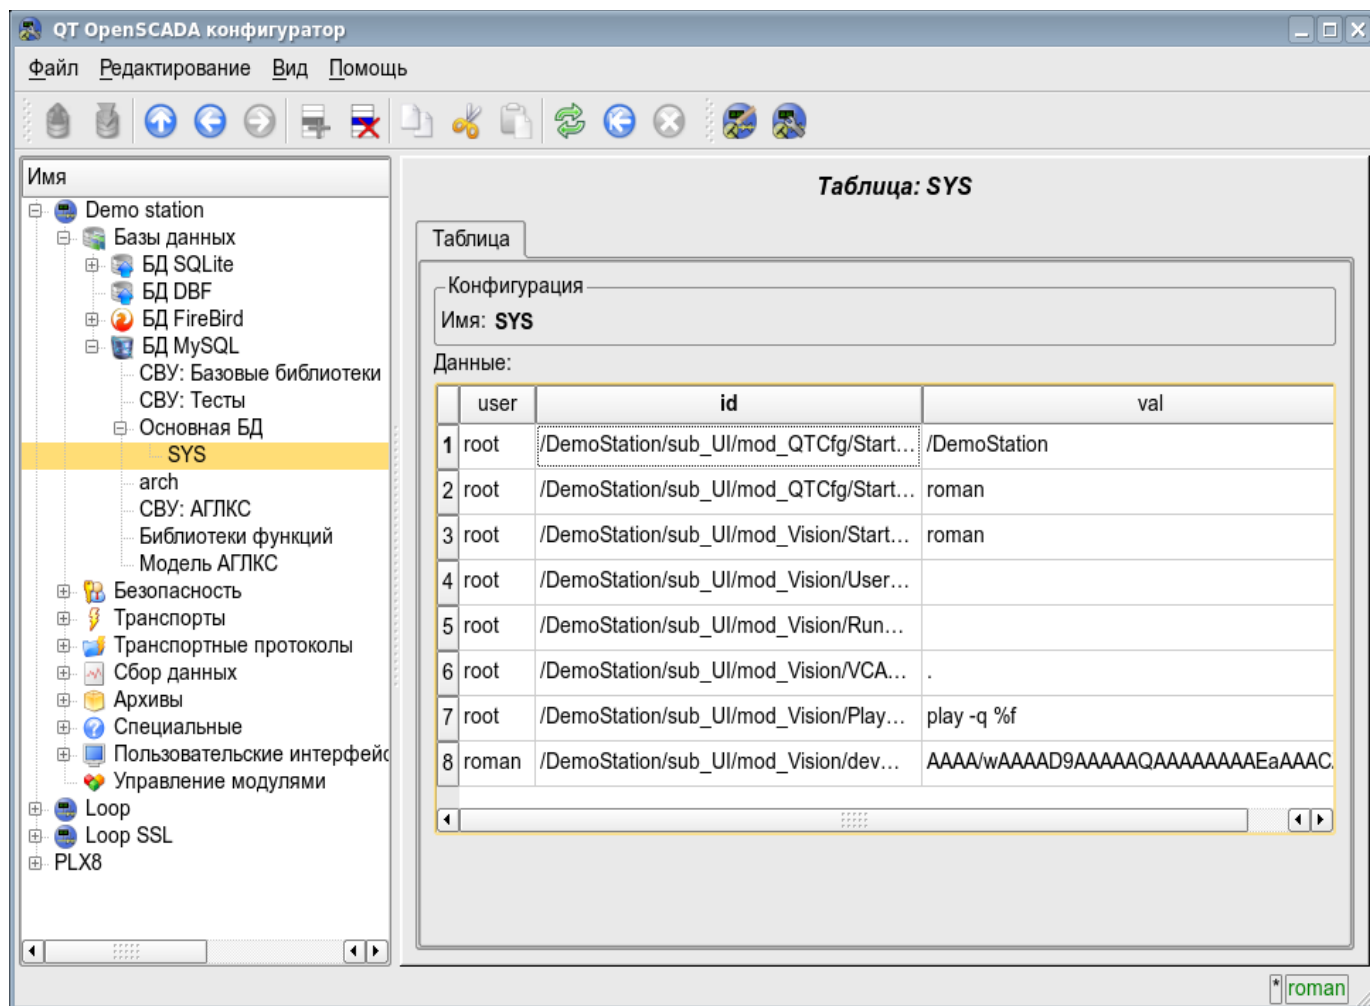 QT OpenSCADA конфигуратор
Файл Редактирование Вид Помощь
Имя
Demo station
Базы данных
БД SQLite
БД DBF
БД FireBird
БД MySQL
СВУ: Базовые библиотеки
СВУ: Тесты
Основная БД
SYS
arch
СВУ: АГЛКС
Библиотеки функций
Модель АГЛКС
Безопасность
Транспорты
Транспортные протоколы
Сбор данных
Архивы
Специальные
Пользовательские интерфейс
Управление модулями
Loop
Loop SSL
PLX8
Таблица: SYS
Таблица
Конфигурация
Имя: SYS
Данные:
user id val
1 root /DemoStation/sub_UI/mod_QTCfg/Start... /DemoStation
2 root /DemoStation/sub_UI/mod_QTCfg/Start... roman
3 root /DemoStation/sub_UI/mod_Vision/Start... roman
4 root /DemoStation/sub_UI/mod_Vision/User...
5 root /DemoStation/sub_UI/mod_Vision/Run...
6 root /DemoStation/sub_UI/mod_Vision/VCA... .
7 root /DemoStation/sub_UI/mod_Vision/Play... play -q %f
8 roman /DemoStation/sub_UI/mod_Vision/dev... AAAA/wAAAAD9AAAAAQAAAAAAAAEaAAAC
* roman